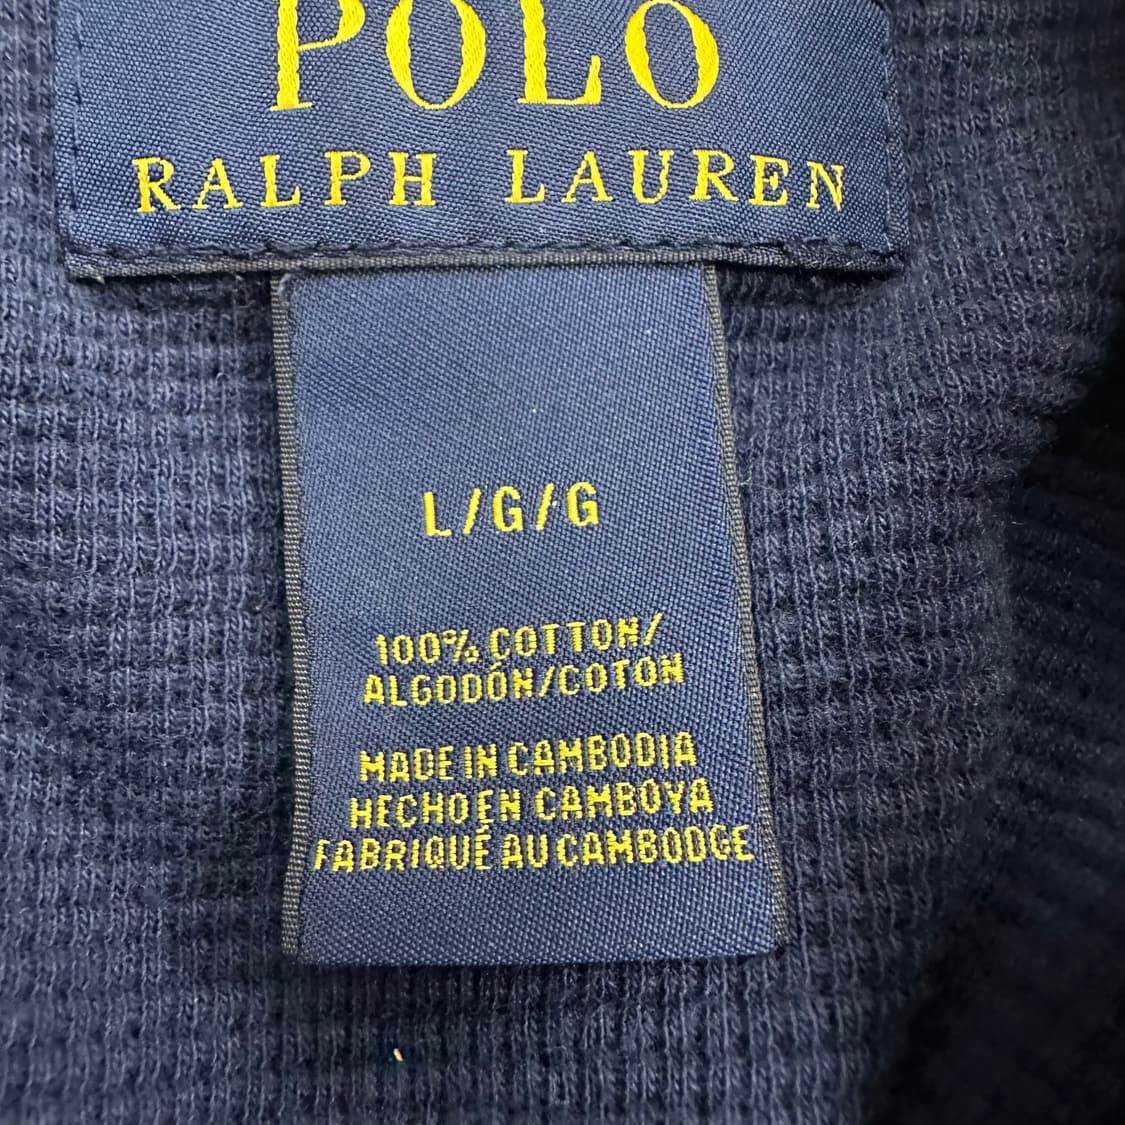 POLO
RALPH LAUREN
L/G/G
100% COTTON/
ALGODÓN/COTON
MADE IN CAMBODIA
HECHO EN CAMBOYA
FABRIQUÉ AU CAMBODGE